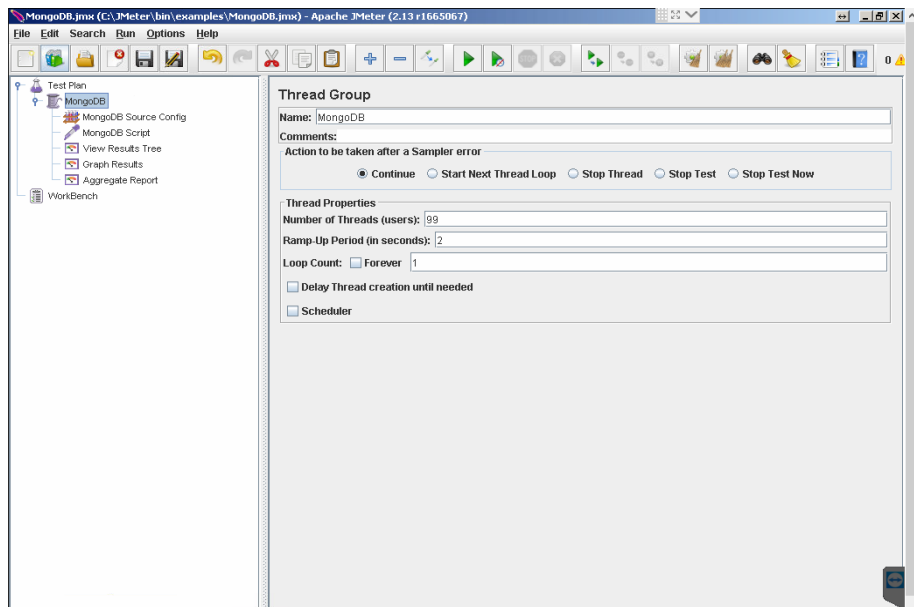 MongoDB.jmx (C:\JMeter\bin\examples\MongoDB.jmx) - Apache JMeter (2.13 r1665067)
File Edit Search Run Options Help
0
Test Plan
MongoDB
MongoDB Source Config
MongoDB Script
View Results Tree
Graph Results
Aggregate Report
WorkBench
Thread Group
Name: MongoDB
Comments:
Action to be taken after a Sampler error
Continue Start Next Thread Loop Stop Thread Stop Test Stop Test Now
Thread Properties
Number of Threads (users): 99
Ramp-Up Period (in seconds): 2
Loop Count: Forever 1
Delay Thread creation until needed
Scheduler